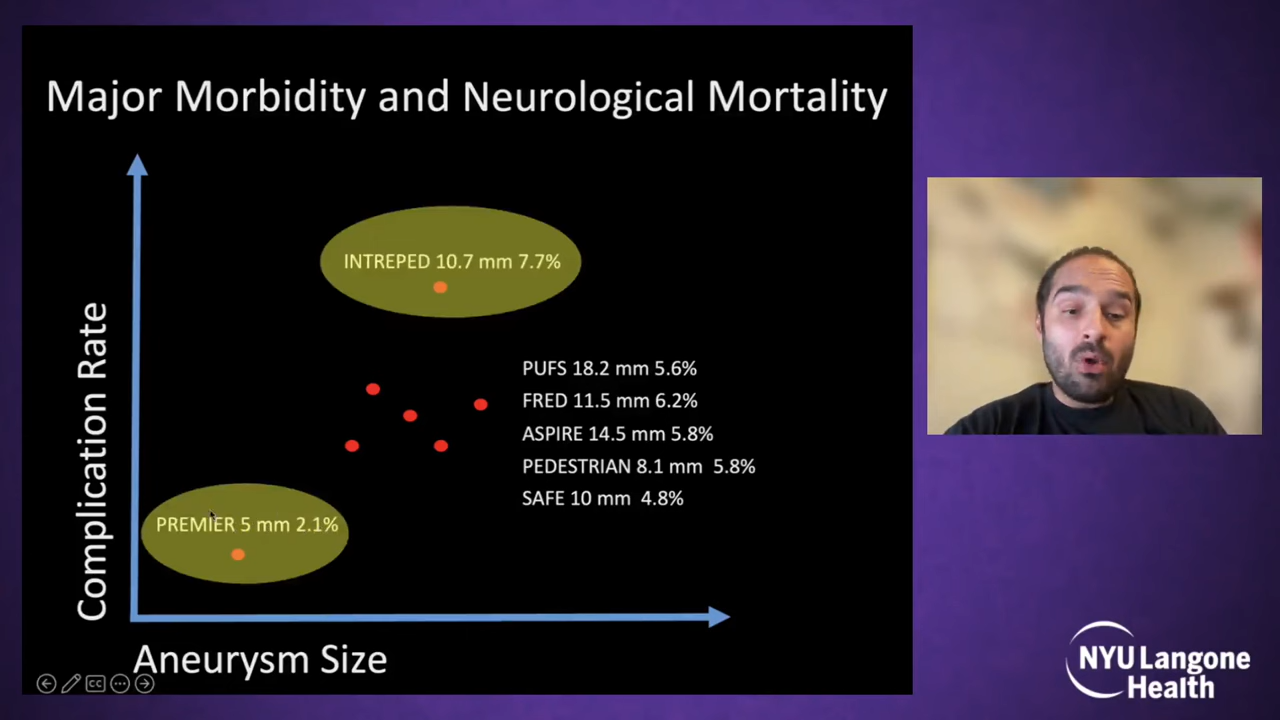 Major Morbidity and Neurological Mortality
Complication Rate
INTREPED 10.7 mm 7.7%
PUFS 18.2 mm 5.6%
FRED 11.5 mm 6.2%
ASPIRE 14.5 mm 5.8%
PEDESTRIAN 8.1 mm 5.8%
SAFE 10 mm 4.8%
PREMIER 5 mm 2.1%
Aneurysm Size
CC
NYU Langone
Health